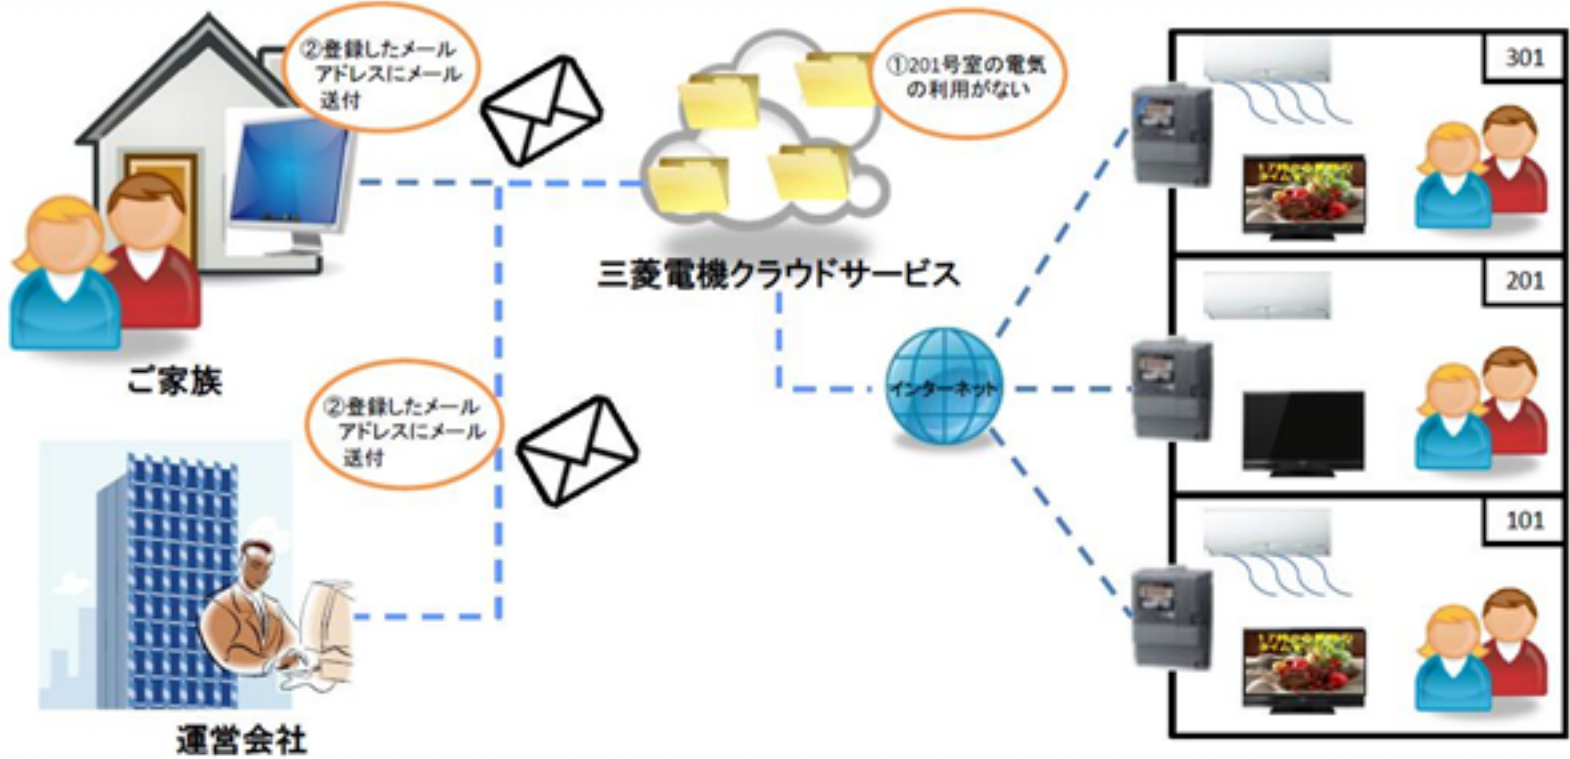 ②登録したメール
アドレスにメール
送付
①201号室の電気
の利用がない
301
三菱電機クラウドサービス
201
インターネット
ご家族
②登録したメール
アドレスにメール
送付
101
運営会社